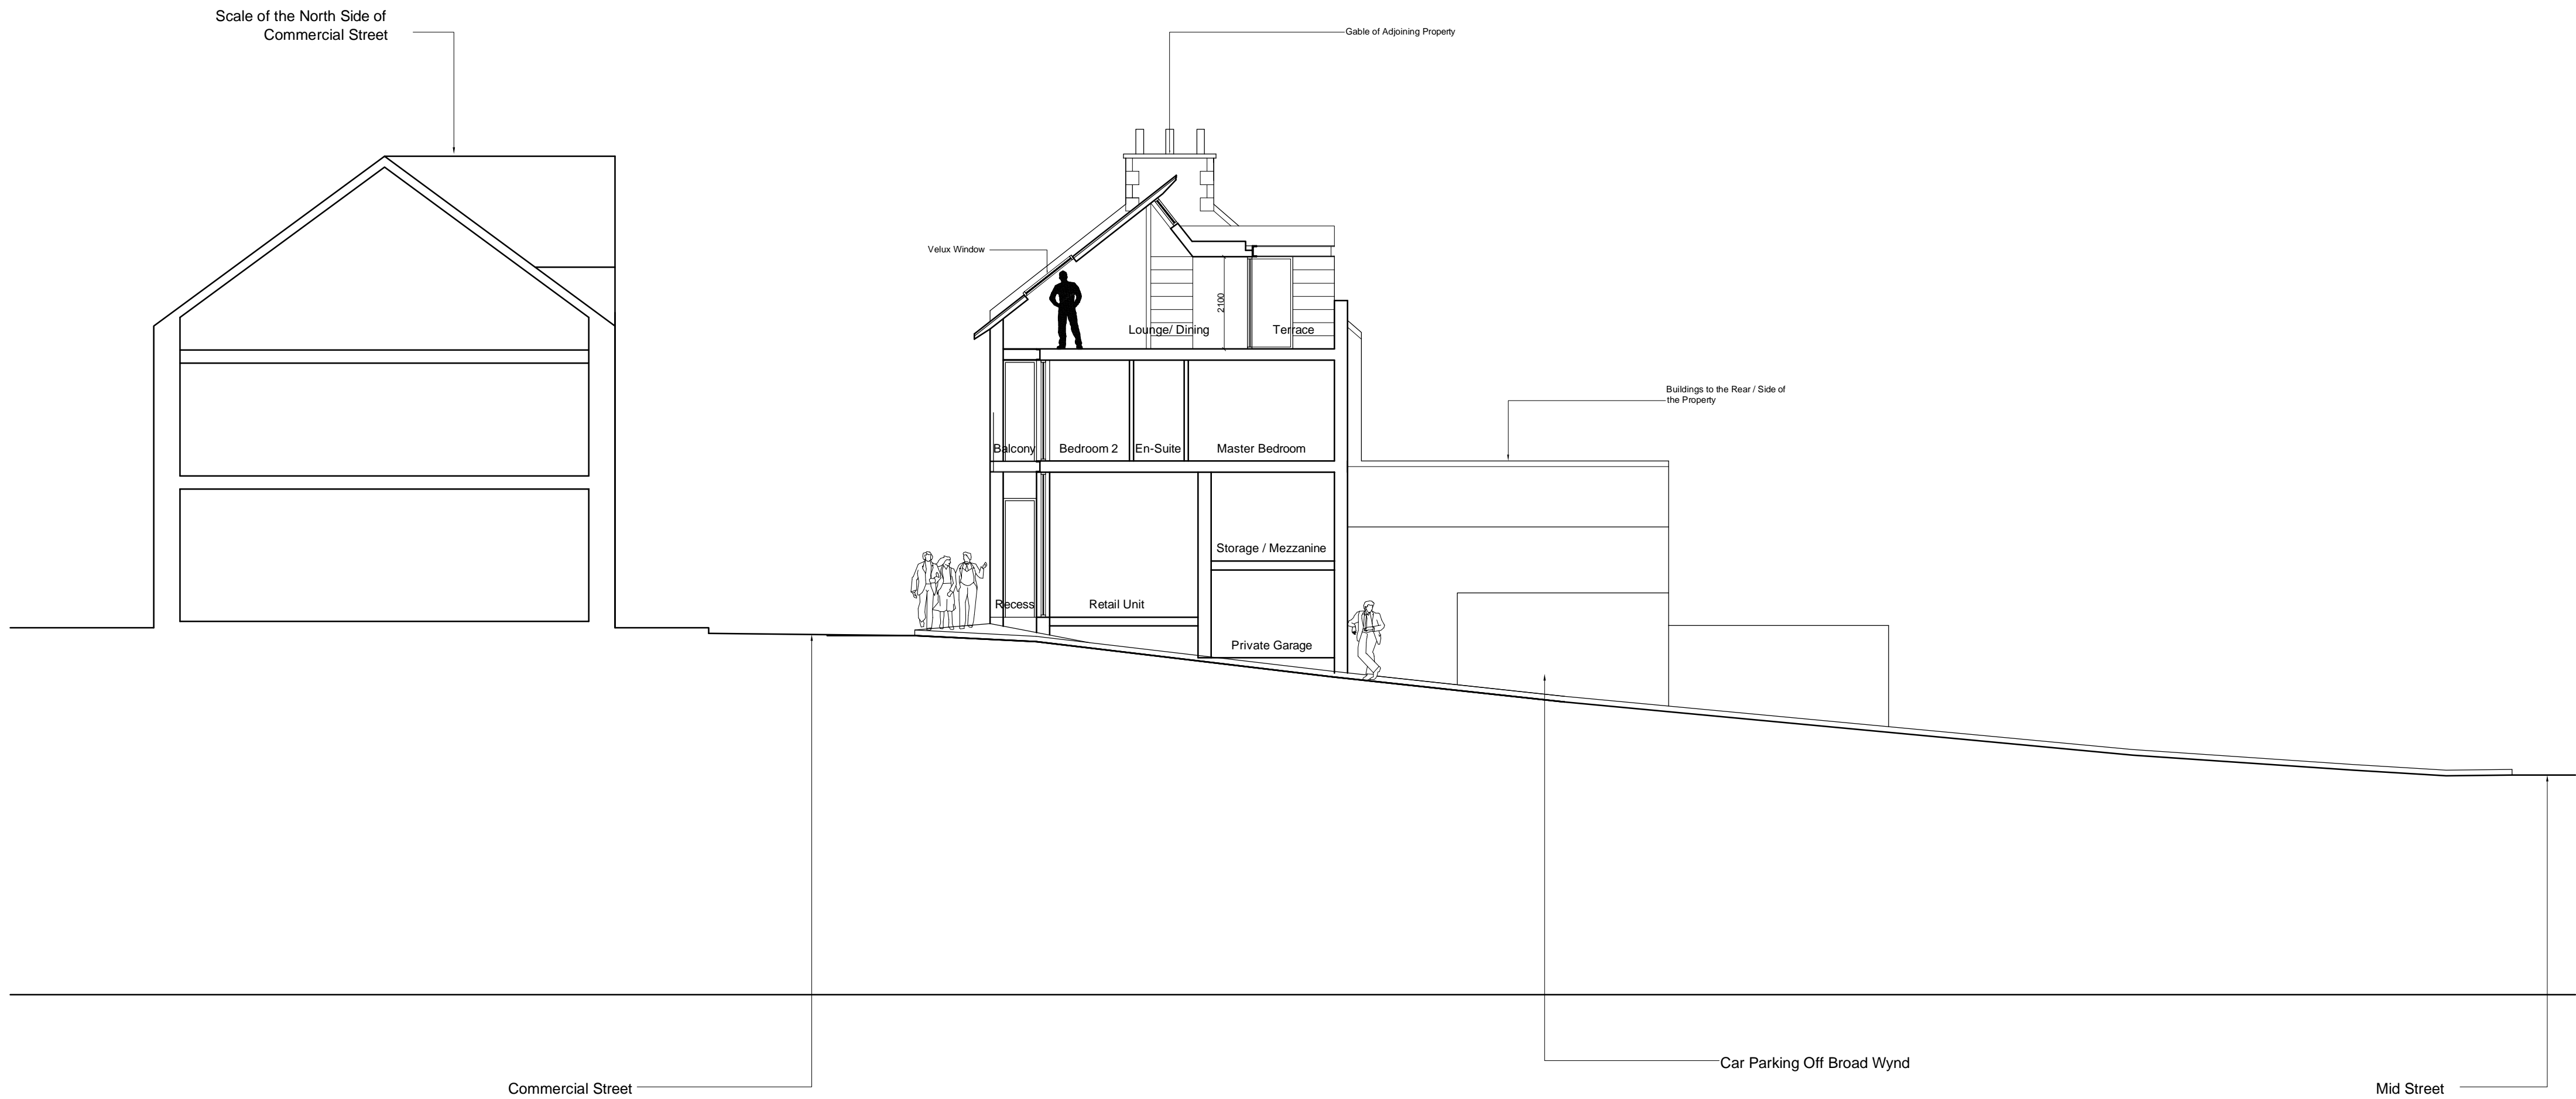 Scale of the North Side of
Commercial Street
Gable of Adjoining Property
Velux Window
2100
Lounge/ Dining
Terrace
Buildings to the Rear / Side of
the Property
Balcony
Bedroom 2
En-Suite
Master Bedroom
Storage / Mezzanine
Recess
Retail Unit
Private Garage
Car Parking Off Broad Wynd
Commercial Street
Mid Street